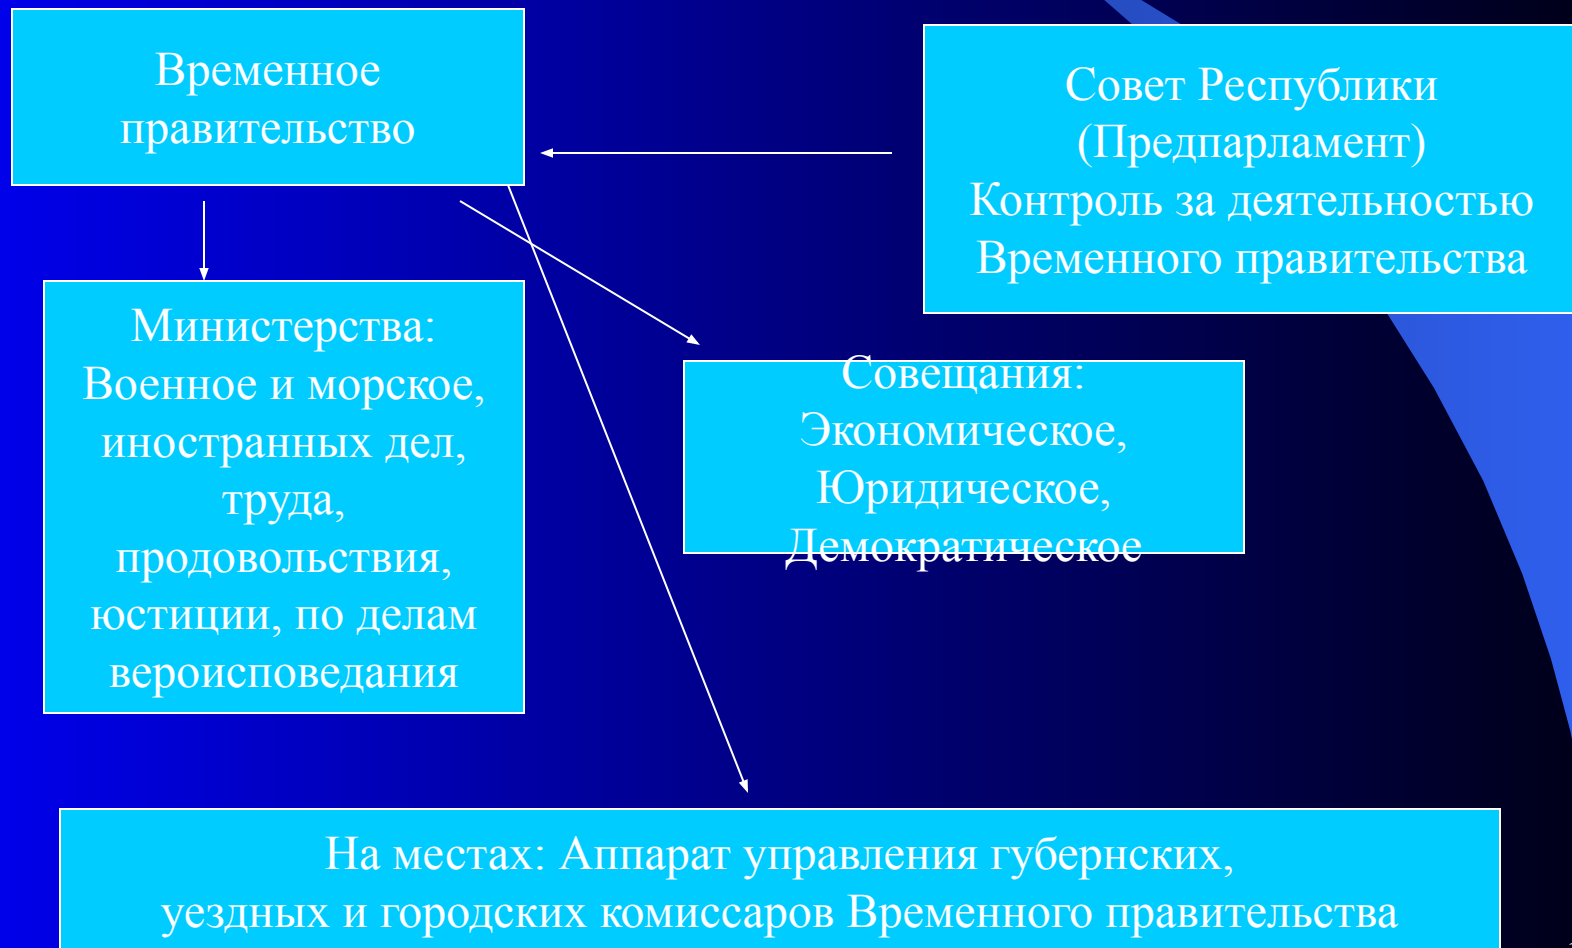 Временное
правительство
Совет Республики
(Предпарламент)
Контроль за деятельностью
Временного правительства
Министерства:
Военное и морское,
иностранных дел,
труда,
продовольствия,
юстиции, по делам
вероисповедания
Совещания:
Экономическое,
Юридическое,
Демократическое
На местах: Аппарат управления губернских,
уездных и городских комиссаров Временного правительства